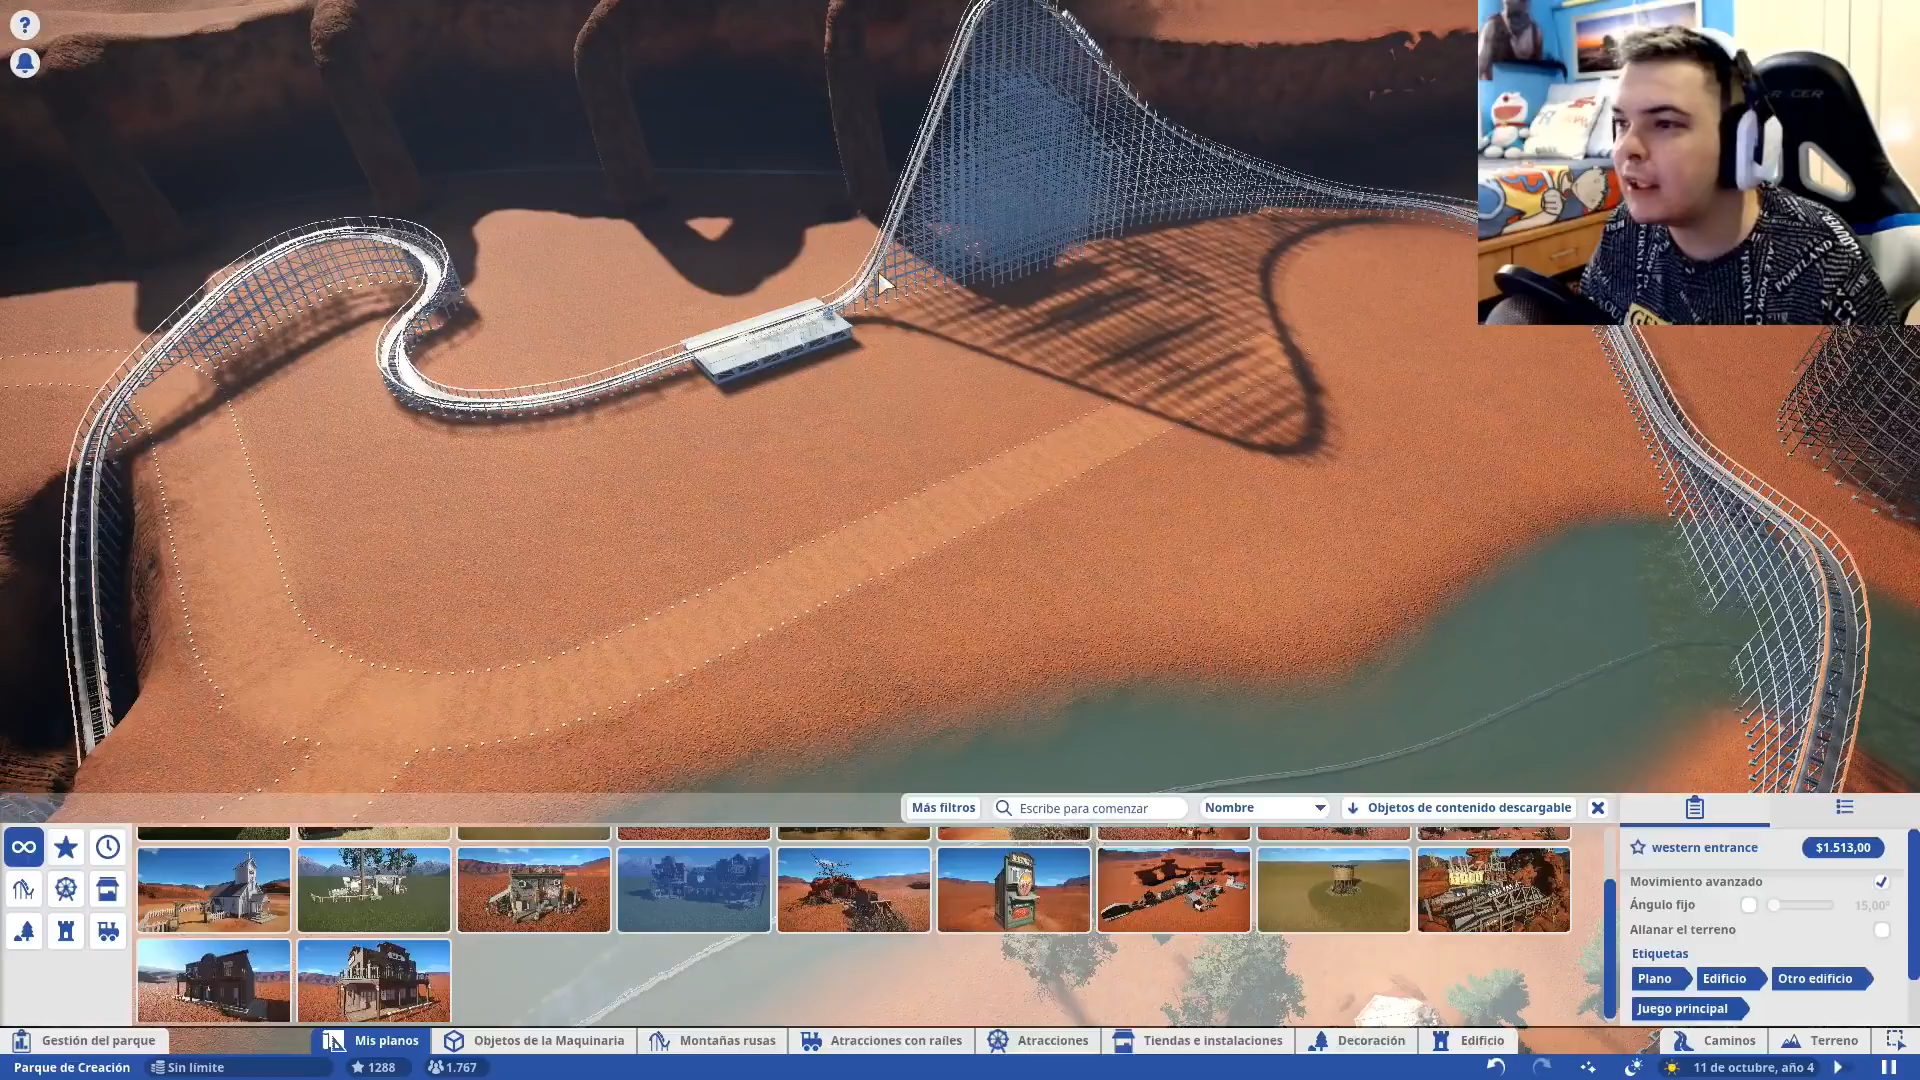 ?
PORTLAND
Más filtros
Escribe para comenzar
Nombre
Objetos de contenido descargable
western entrance
$1.513,00
Movimiento avanzado
Ángulo fijo
15,00°
Allanar el terreno
Etiquetas
Plano
Edificio
Otro edificio
Juego principal
Gestión del parque
Mis planos
Objetos de la Maquinaria
Montañas rusas
Atracciones con raíles
Atracciones
Tiendas e instalaciones
Decoración
Edificio
Caminos
Terreno
Parque de Creación
Sin límite
1288
1.767
11 de octubre, año 4